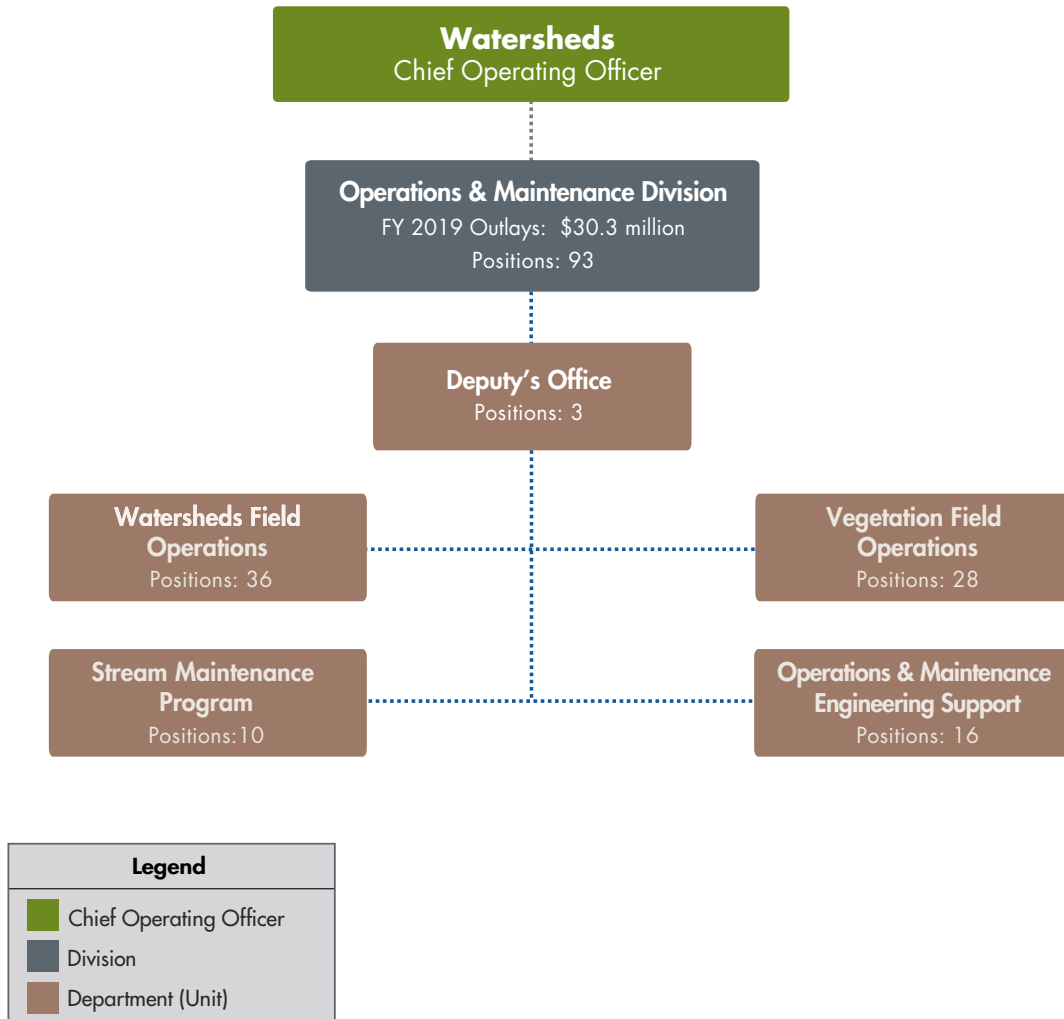 Watersheds
Chief Operating Officer
Operations & Maintenance Division
FY 2019 Outlays: $30.3 million
Positions: 93
Deputy’s Office
Positions: 3
Watersheds Field
Operations
Positions: 36
Vegetation Field
Operations
Positions: 28
Stream Maintenance
Program
Positions:10
Operations & Maintenance
Engineering Support
Positions: 16
Legend
Chief Operating Officer
Division
Department (Unit)